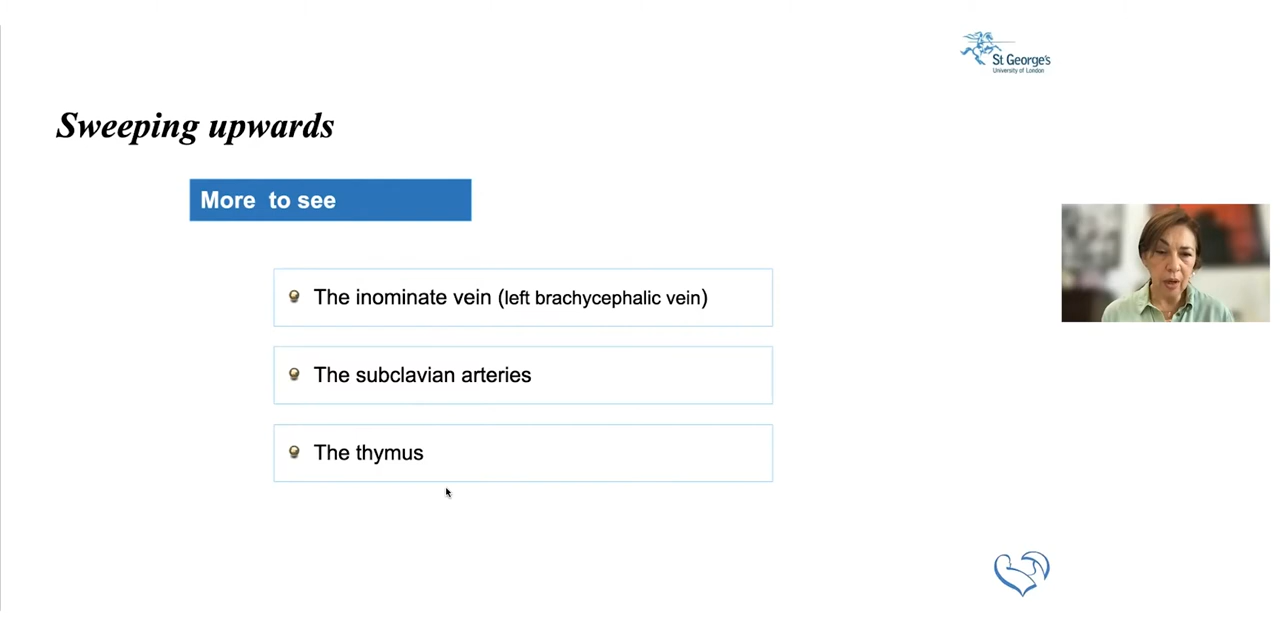 St George's
University of London
Sweeping upwards
More to see
The inominate vein (left brachycephalic vein)
The subclavian arteries
The thymus